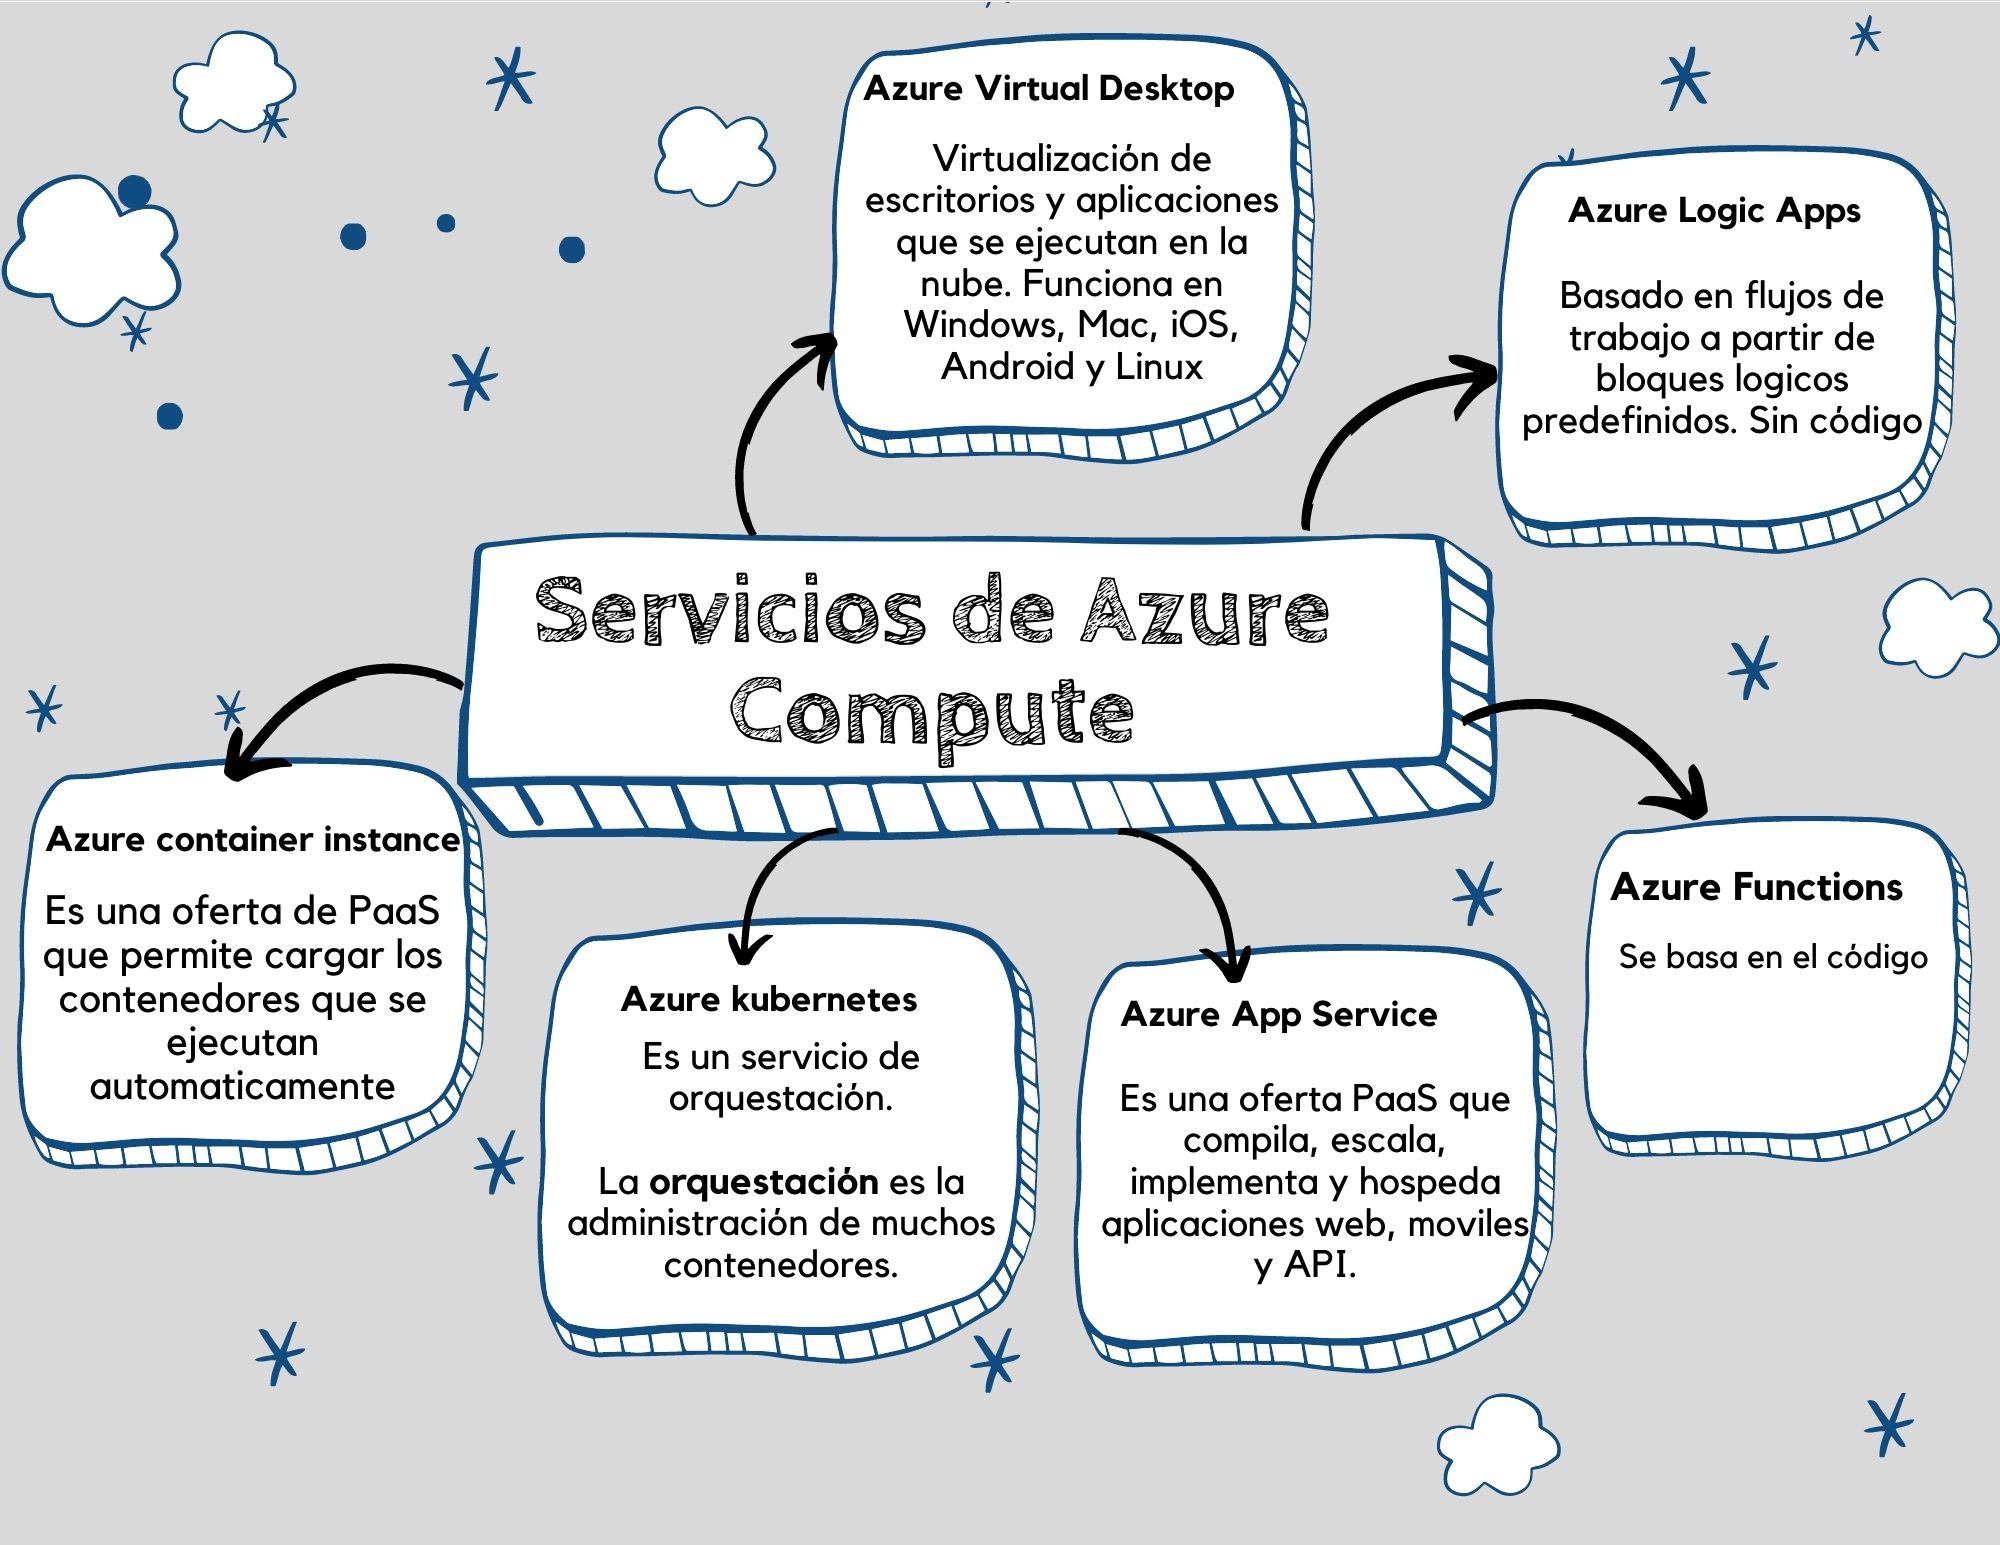 Azure Virtual Desktop
Virtualización de
escritorios y aplicaciones
que se ejecutan en la
nube. Funciona en
Windows, Mac, iOS,
Android y Linux
Azure Logic Apps
Basado en flujos de
trabajo a partir de
bloques logicos
predefinidos. Sin código
Servicios de Azure
Compute
Azure container instance
Es una oferta de PaaS
que permite cargar los
contenedores que se
ejecutan
automaticamente
Azure kubernetes
Es un servicio de
orquestación.
La orquestación es la
administración de muchos
contenedores.
Azure App Service
Es una oferta PaaS que
compila, escala,
implementa y hospeda
aplicaciones web, moviles
y API.
Azure Functions
Se basa en el código